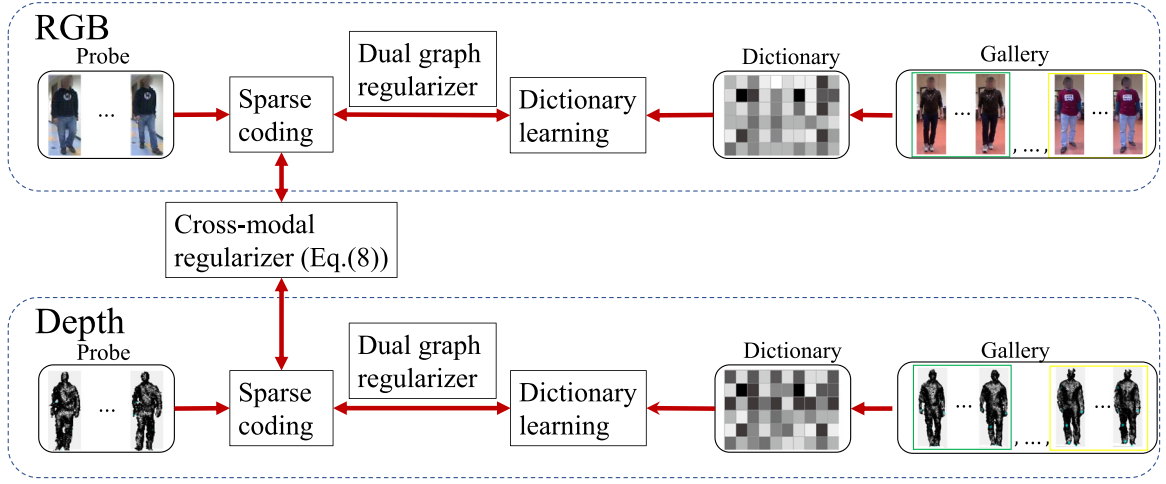 RGB
Probe
...
Sparse
coding
Dual graph
regularizer
Dictionary
learning
Dictionary
Gallery
...
, ... ,
...
Cross-modal
regularizer (Eq.(8))
Depth
Probe
...
Sparse
coding
Dual graph
regularizer
Dictionary
learning
Dictionary
Gallery
...
, ... ,
...